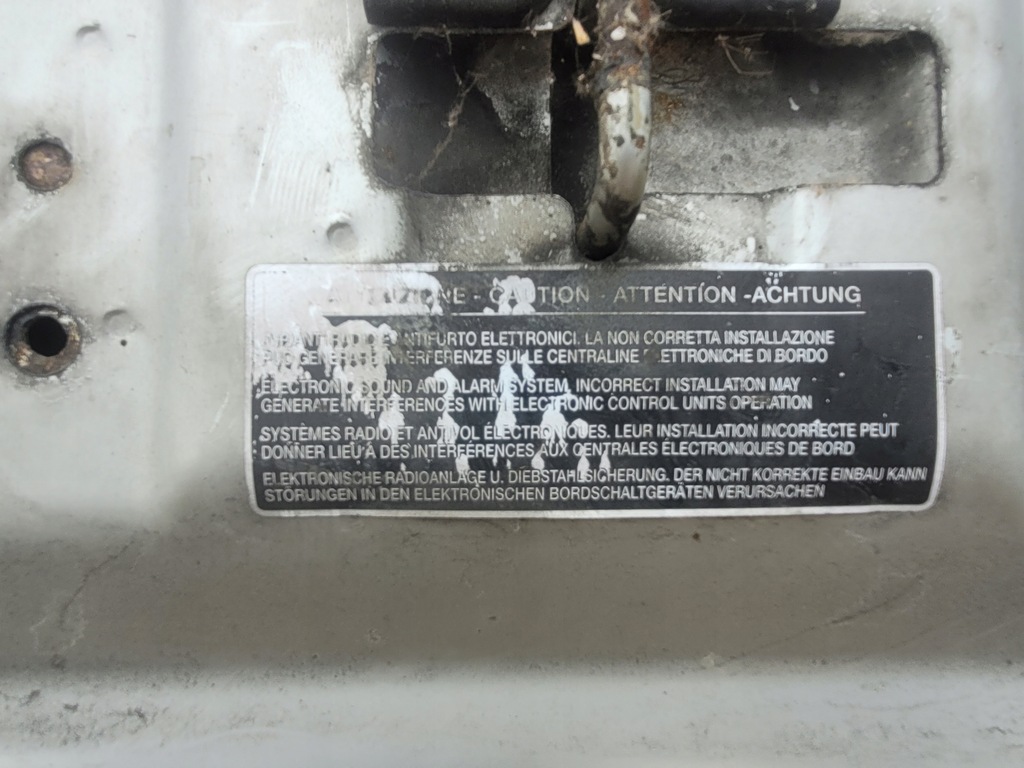 - CAUTION - ATTENTION - ACHTUNG
ANTIFURTO ELETTRONICI. LA NON CORRETTA INSTALLAZIONE
INTERFERENZE SULLE CENTRALINE ELETTRONICHE DI BORDO
ELECTRONIC SOUND AND ALARM SYSTEM, INCORRECT INSTALLATION MAY
GENERATE INTERFERENCES WITH ELECTRONIC CONTROL UNITS OPERATION
SYSTÈMES RADIO ET ANTIVOL ÉLECTRONIQUES. LEUR INSTALLATION INCORRECTE PEUT
DONNER LIEU À DES INTERFÉRENCES AUX CENTRALES ÉLECTRONIQUES DE BORD
ELEKTRONISCHE RADIOANLAGE U. DIEBSTAHLSICHERUNG. DER NICHT KORREKTE EINBAU KANN
STÖRUNGEN IN DEN ELEKTRONISCHEN BORDSCHALTGERÄTEN VERURSACHEN